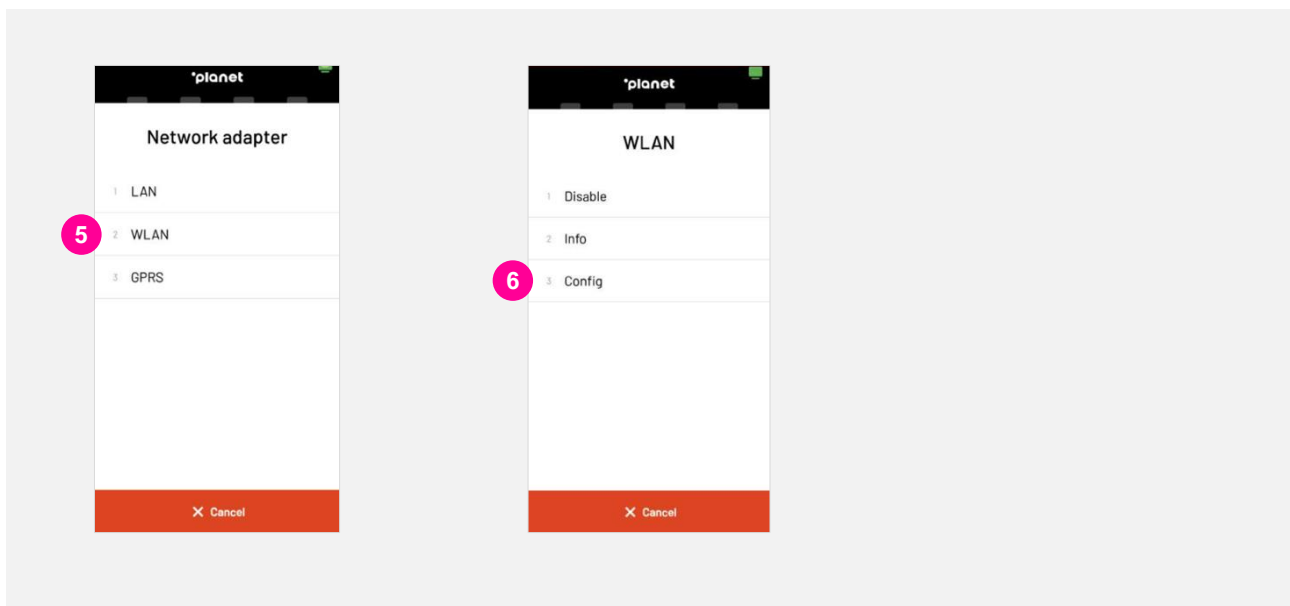 planet
Network adapter
1 LAN
5
2 WLAN
3 GPRS
Cancel
planet
WLAN
1 Disable
2 Info
6
3 Config
Cancel